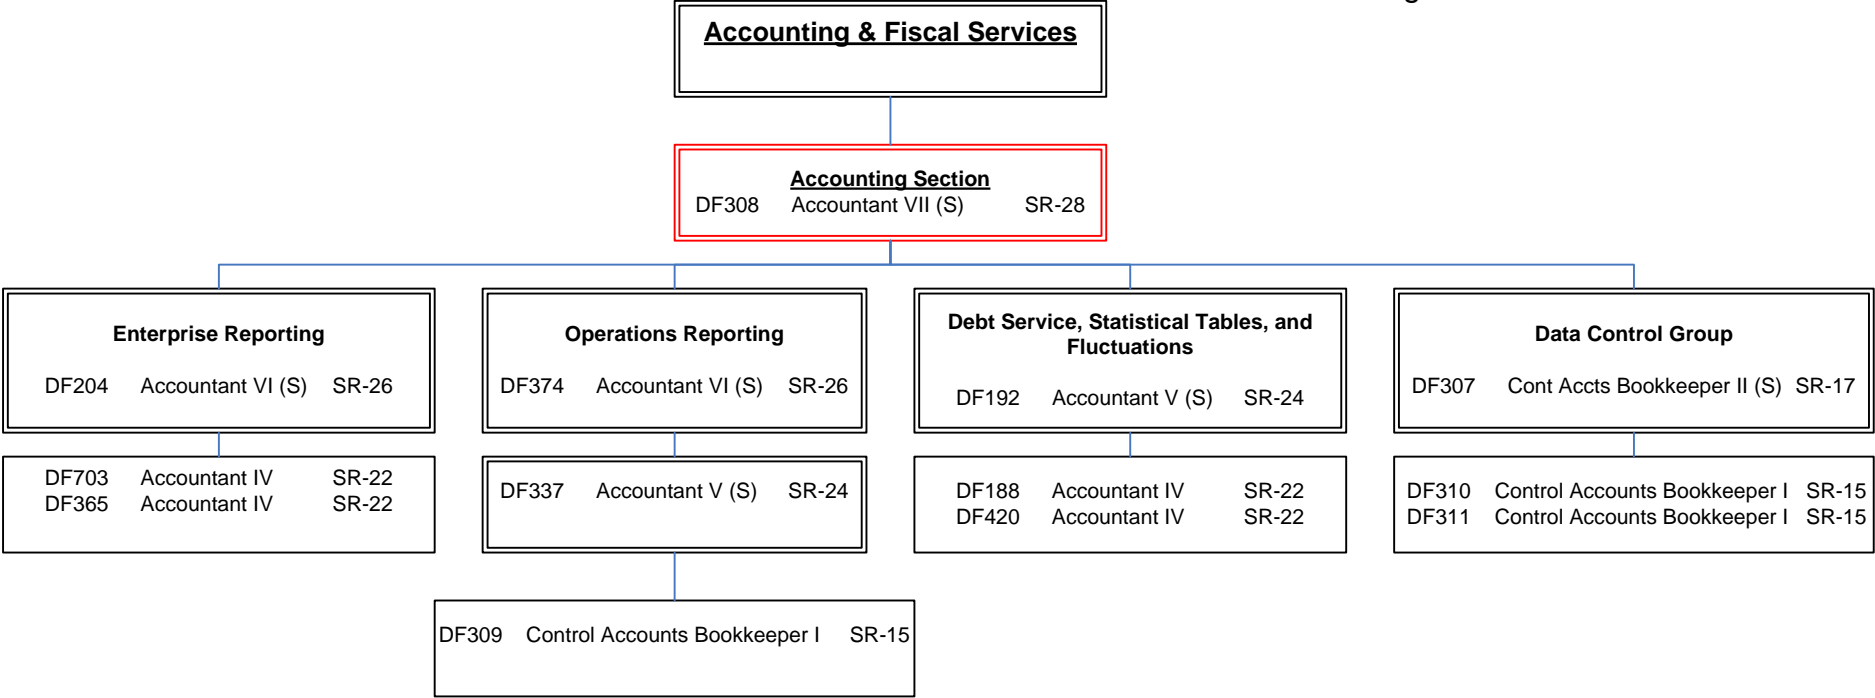 Accounting & Fiscal Services
Accounting Section
DF308 Accountant VII (S) SR-28
Enterprise Reporting
DF204 Accountant VI (S) SR-26
Operations Reporting
DF374 Accountant VI (S) SR-26
Debt Service, Statistical Tables, and
Fluctuations
DF192 Accountant V (S) SR-24
Data Control Group
DF307 Cont Accts Bookkeeper II (S) SR-17
DF703 Accountant IV SR-22
DF365 Accountant IV SR-22
DF337 Accountant V (S) SR-24
DF188 Accountant IV SR-22
DF420 Accountant IV SR-22
DF310 Control Accounts Bookkeeper I SR-15
DF311 Control Accounts Bookkeeper I SR-15
DF309 Control Accounts Bookkeeper I SR-15